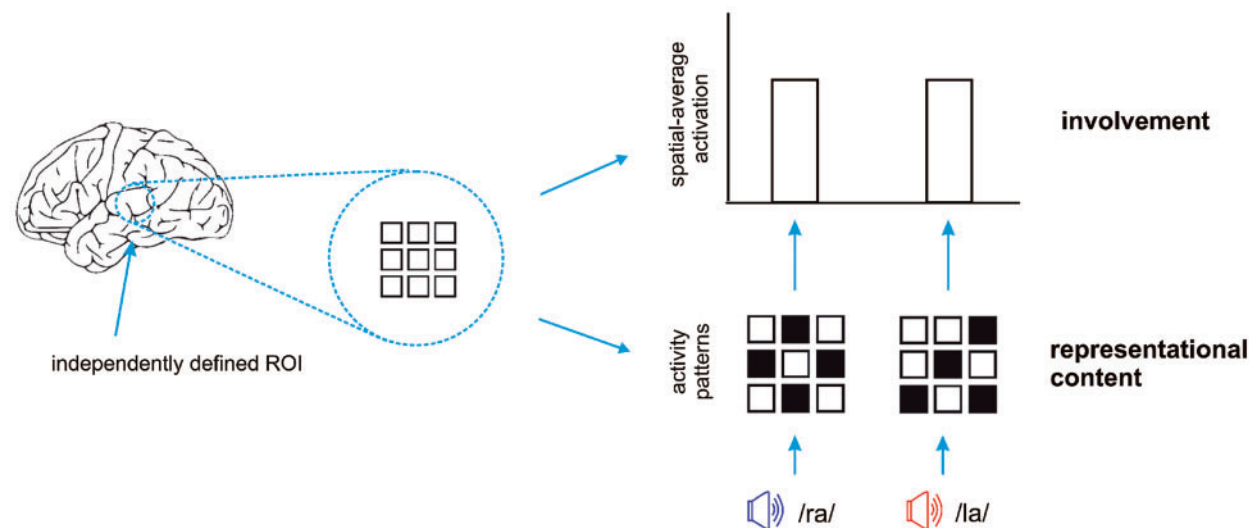 spatial-average
activation
involvement
independently defined ROI
activity
patterns
representational
content
/ra/
/la/